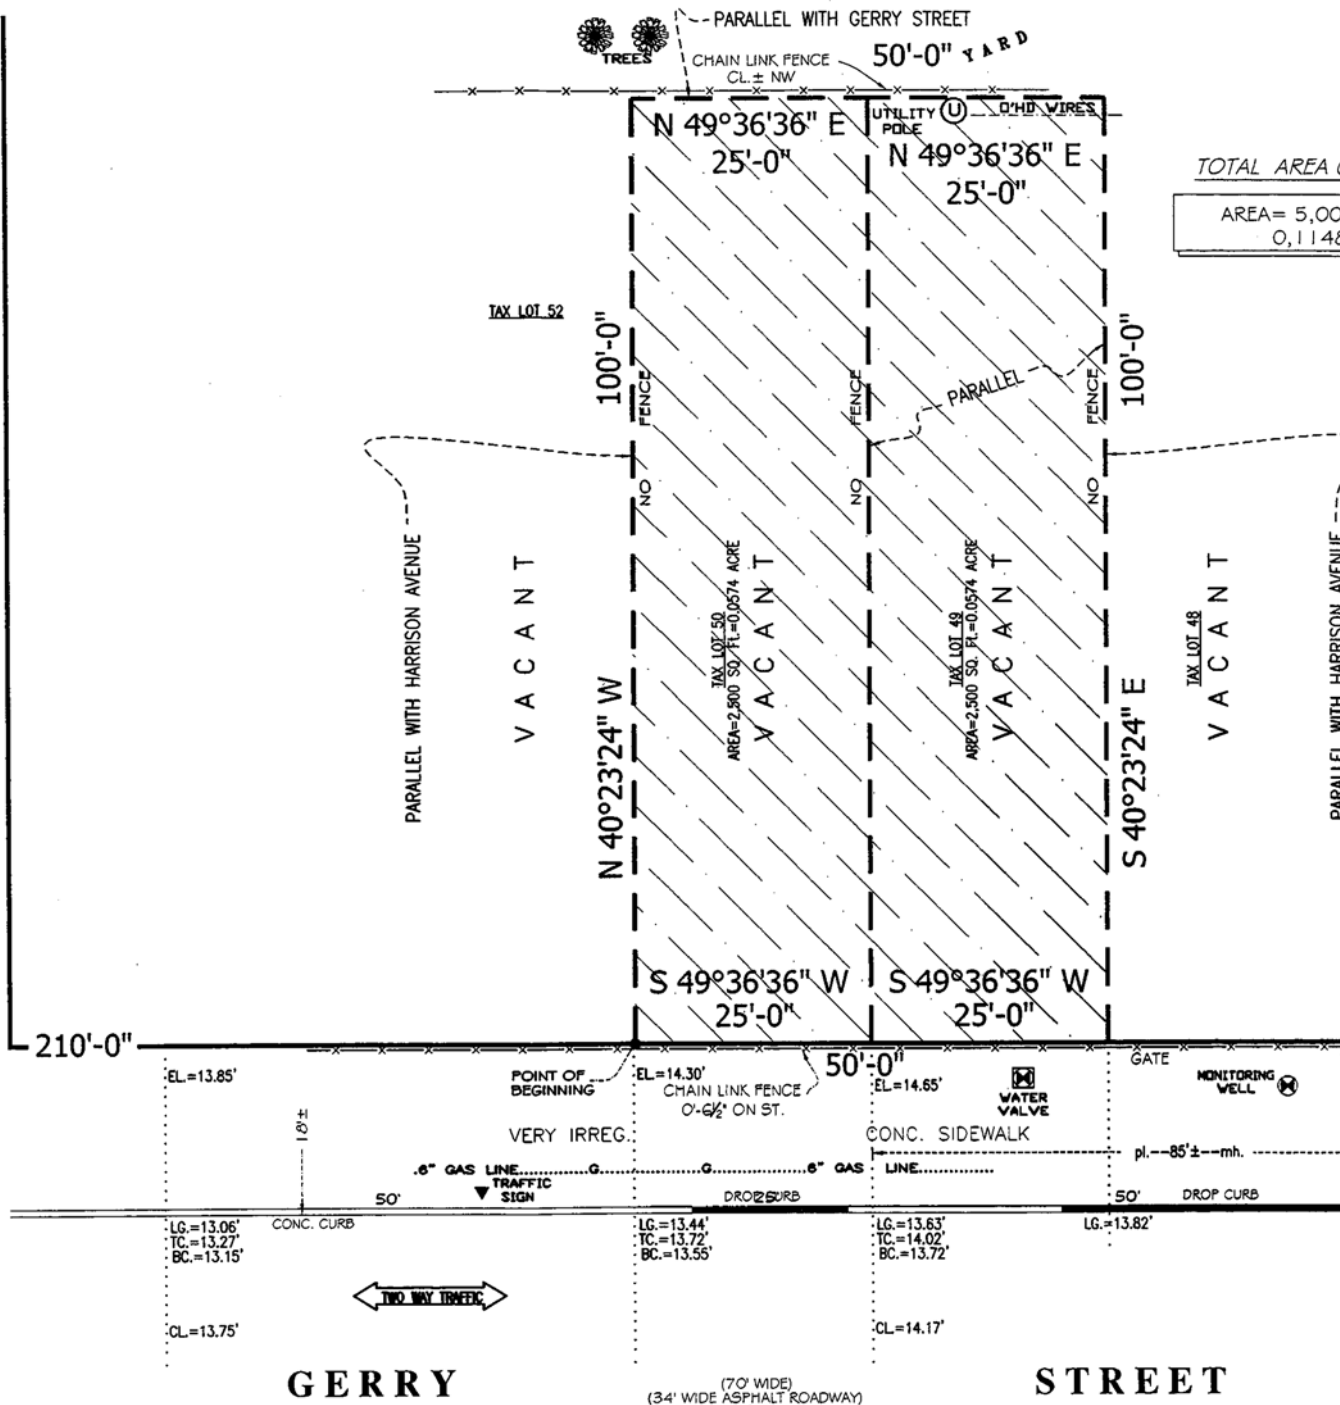 PARALLEL WITH GERRY STREET
TREES
CHAIN LINK FENCE
CL.± NW
50'-0" YARD
N 49°36'36" E
25'-0"
UTILITY
POLE
U
O'HD WIRES
N 49°36'36" E
25'-0"
TOTAL AREA
AREA= 5,00
0,1148
TAX LOT 52
100'-0"
NO FENCE
NO FENCE
PARALLEL
NO FENCE
100'-0"
PARALLEL WITH HARRISON AVENUE
VACANT
N 40°23'24" W
TAX LOT 50
AREA=2,500 SQ. Ft.=0.0574 ACRE
VACANT
TAX LOT 49
AREA=2,500 SQ. Ft.=0.0574 ACRE
VACANT
S 40°23'24" E
TAX LOT 48
VACANT
PARALLEL WITH HARRISON AVENUE
S 49°36'36" W
25'-0"
S 49°36'36" W
25'-0"
210'-0"
50'-0"
GATE
EL.=13.85'
POINT OF
BEGINNING
EL.=14.30'
CHAIN LINK FENCE
0'-6½" ON ST.
EL.=14.65'
WATER
VALVE
MONITORING
WELL
18'±
VERY IRREG.
CONC. SIDEWALK
pl.--85'±--mh.
.6" GAS LINE.............G......................G....................6" GAS LINE................
TRAFFIC
SIGN
50'
DROP CURB
25'
50'
DROP CURB
CONC. CURB
LG.=13.06'
TC.=13.27'
BC.=13.15'
LG.=13.44'
TC.=13.72'
BC.=13.55'
LG.=13.63'
TC.=14.02'
BC.=13.72'
LG.=13.82'
TWO WAY TRAFFIC
CL.=13.75'
CL.=14.17'
GERRY STREET
(70' WIDE)
(34' WIDE ASPHALT ROADWAY)